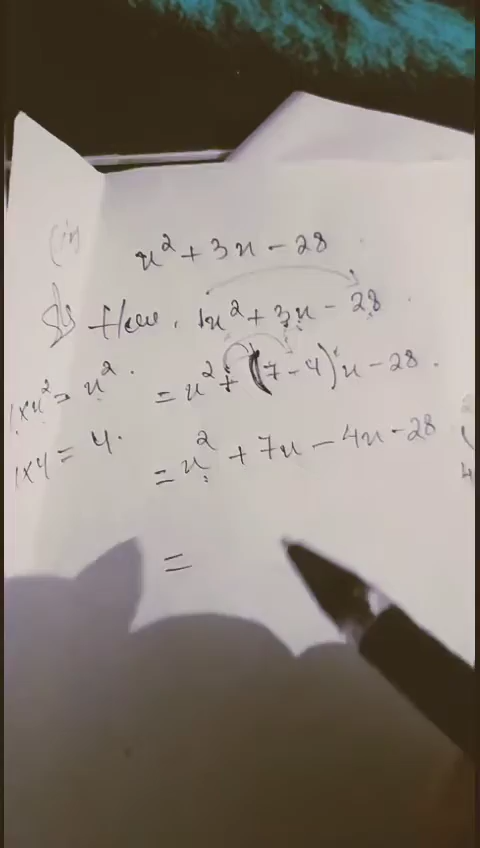 (iv) x² + 3x - 28
Here, 1x² + 3x - 28.
1×x² = x². = x² + (7-4)x - 28.
1×4 = 4. = x² + 7x - 4x - 28
=